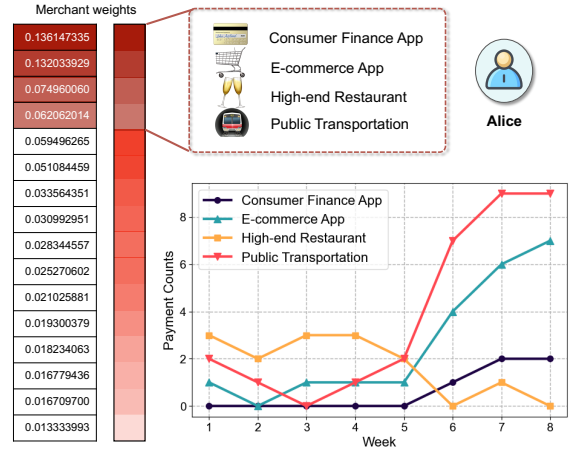 Merchant weights
0.136147335
0.132033929
0.074960060
0.062062014
0.059496265
0.051084459
0.033564351
0.030992951
0.028344557
0.025270602
0.021025881
0.019300379
0.018234063
0.016779436
0.016709700
0.013333993
Consumer Finance App
E-commerce App
High-end Restaurant
Public Transportation
Alice
Consumer Finance App
E-commerce App
High-end Restaurant
Public Transportation
Payment Counts
8
6
4
2
0
1 2 3 4 5 6 7 8
Week